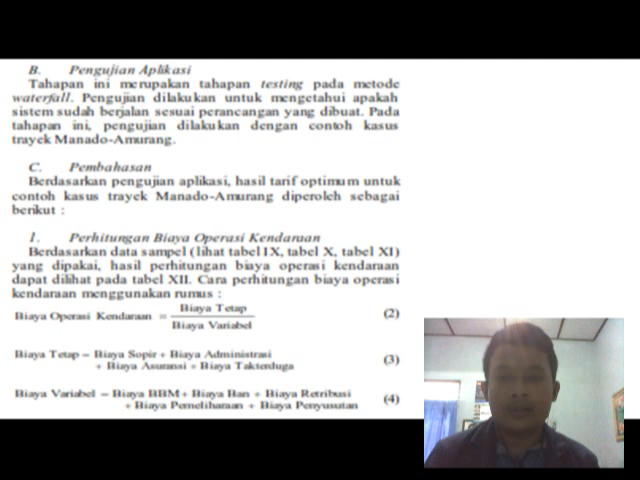 B. Pengujian Aplikasi
Tahapan ini merupakan tahapan testing pada metode
waterfall. Pengujian dilakukan untuk mengetahui apakah
sistem sudah berjalan sesuai perancangan yang dibuat. Pada
tahapan ini, pengujian dilakukan dengan contoh kasus
trayek Manado-Amurang.
C. Pembahasan
Berdasarkan pengujian aplikasi, hasil tarif optimum untuk
contoh kasus trayek Manado-Amurang diperoleh sebagai
berikut :
1. Perhitungan Biaya Operasi Kendaraan
Berdasarkan data sampel (lihat tabel IX, tabel X, tabel XI)
yang dipakai, hasil perhitungan biaya operasi kendaraan
dapat dilihat pada tabel XII. Cara perhitungan biaya operasi
kendaraan menggunakan rumus :
Biaya Operasi Kendaraan = Biaya Tetap / Biaya Variabel (2)
Biaya Tetap = Biaya Sopir + Biaya Administrasi
+ Biaya Asuransi + Biaya Takterduga (3)
Biaya Variabel = Biaya BBM + Biaya Ban + Biaya Retribusi
+ Biaya Pemeliharaan + Biaya Penyusutan (4)